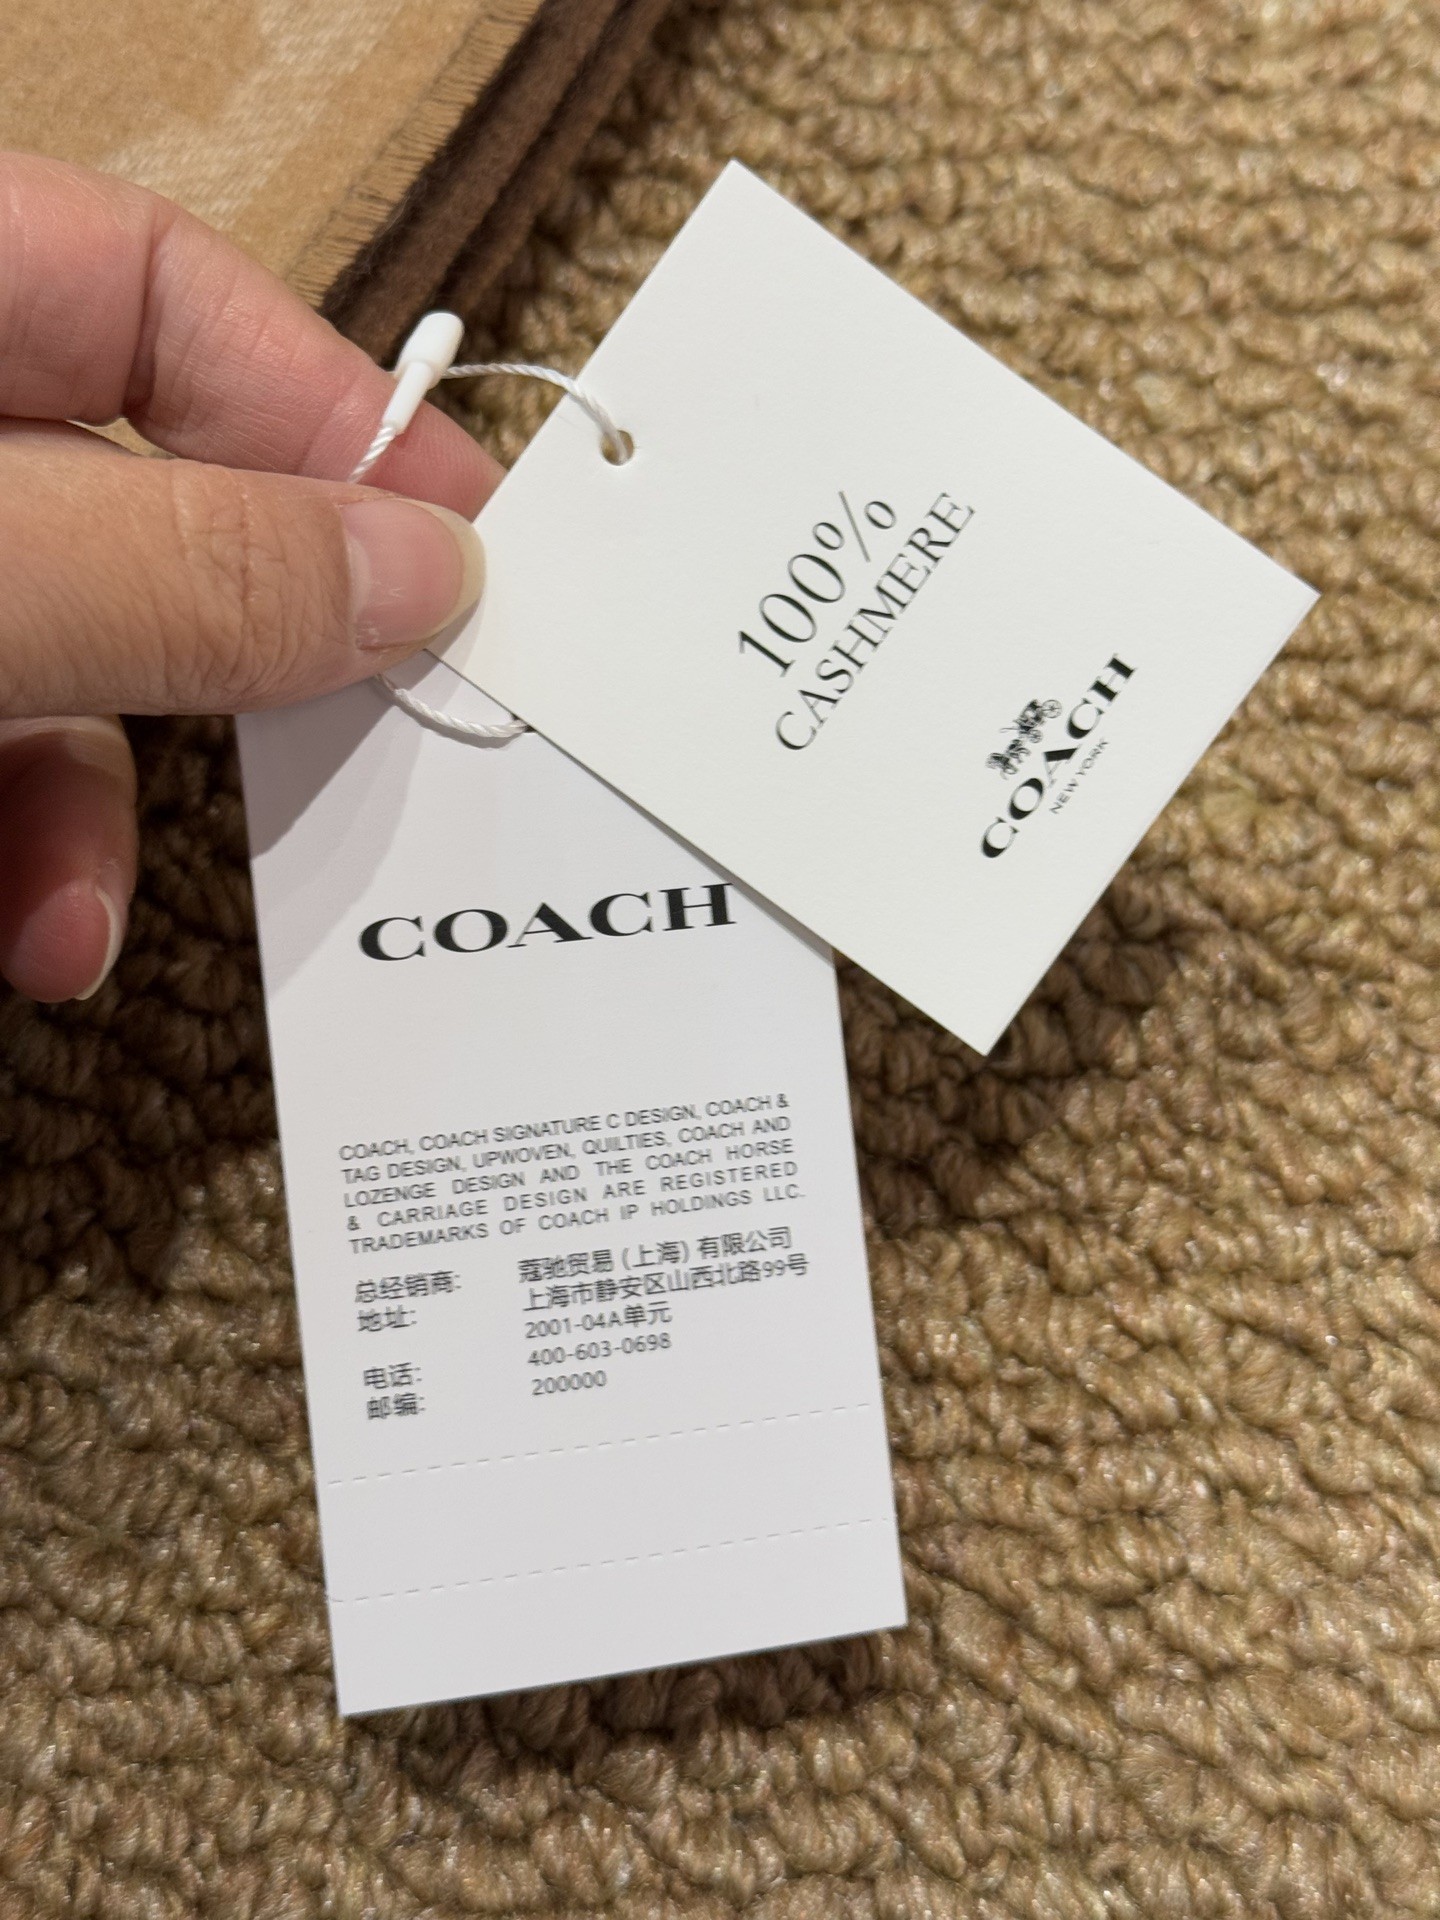 100%
CASHMERE
COACH
NEW YORK
COACH
COACH, COACH SIGNATURE C DESIGN, COACH &
TAG DESIGN, UPWOVEN, QUILTIES, COACH AND
LOZENGE DESIGN AND THE COACH HORSE
& CARRIAGE DESIGN ARE REGISTERED
TRADEMARKS OF COACH IP HOLDINGS LLC.
总经销商: 蔻驰贸易 (上海) 有限公司
地址: 上海市静安区山西北路99号
2001-04A单元
电话: 400-603-0698
邮编: 200000